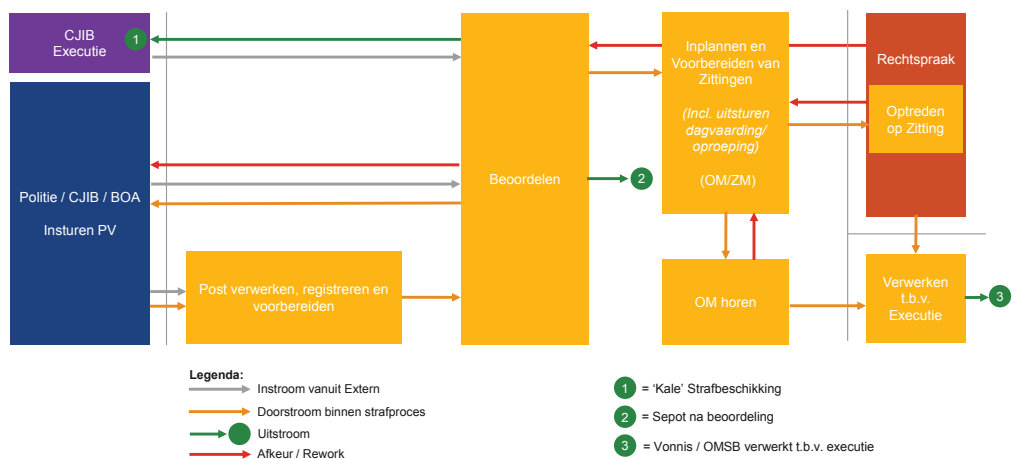 CJIB
Executie
1
Politie / CJIB / BOA
Insturen PV
Post verwerken, registreren en
voorbereiden
Beoordelen
2
Inplannen en
Voorbereiden van
Zittingen
(Incl. uitsturen
dagvaarding/
oproeping)
(OM/ZM)
OM horen
Rechtspraak
Optreden
op Zitting
Verwerken
t.b.v.
Executie
3
Legenda:
Instroom vanuit Extern
Doorstroom binnen strafproces
Uitstroom
Afkeur / Rework
1 = 'Kale' Strafbeschikking
2 = Sepot na beoordeling
3 = Vonnis / OMSB verwerkt t.b.v. executie